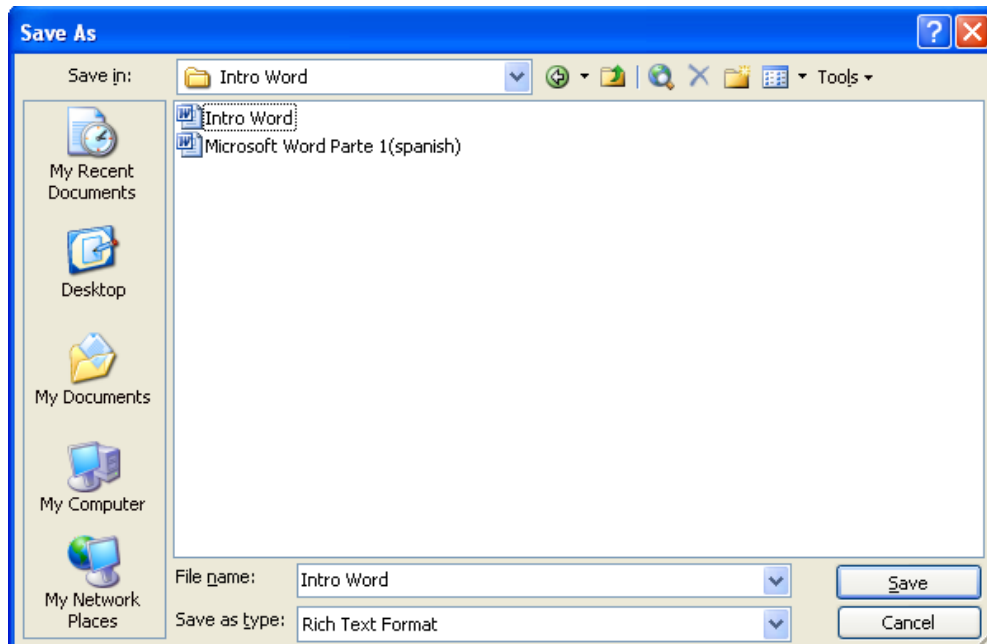 Save As
Save in:
Intro Word
Tools
My Recent
Documents
Desktop
My Documents
My Computer
My Network
Places
Intro Word
Microsoft Word Parte 1(spanish)
File name:
Intro Word
Save
Save as type:
Rich Text Format
Cancel